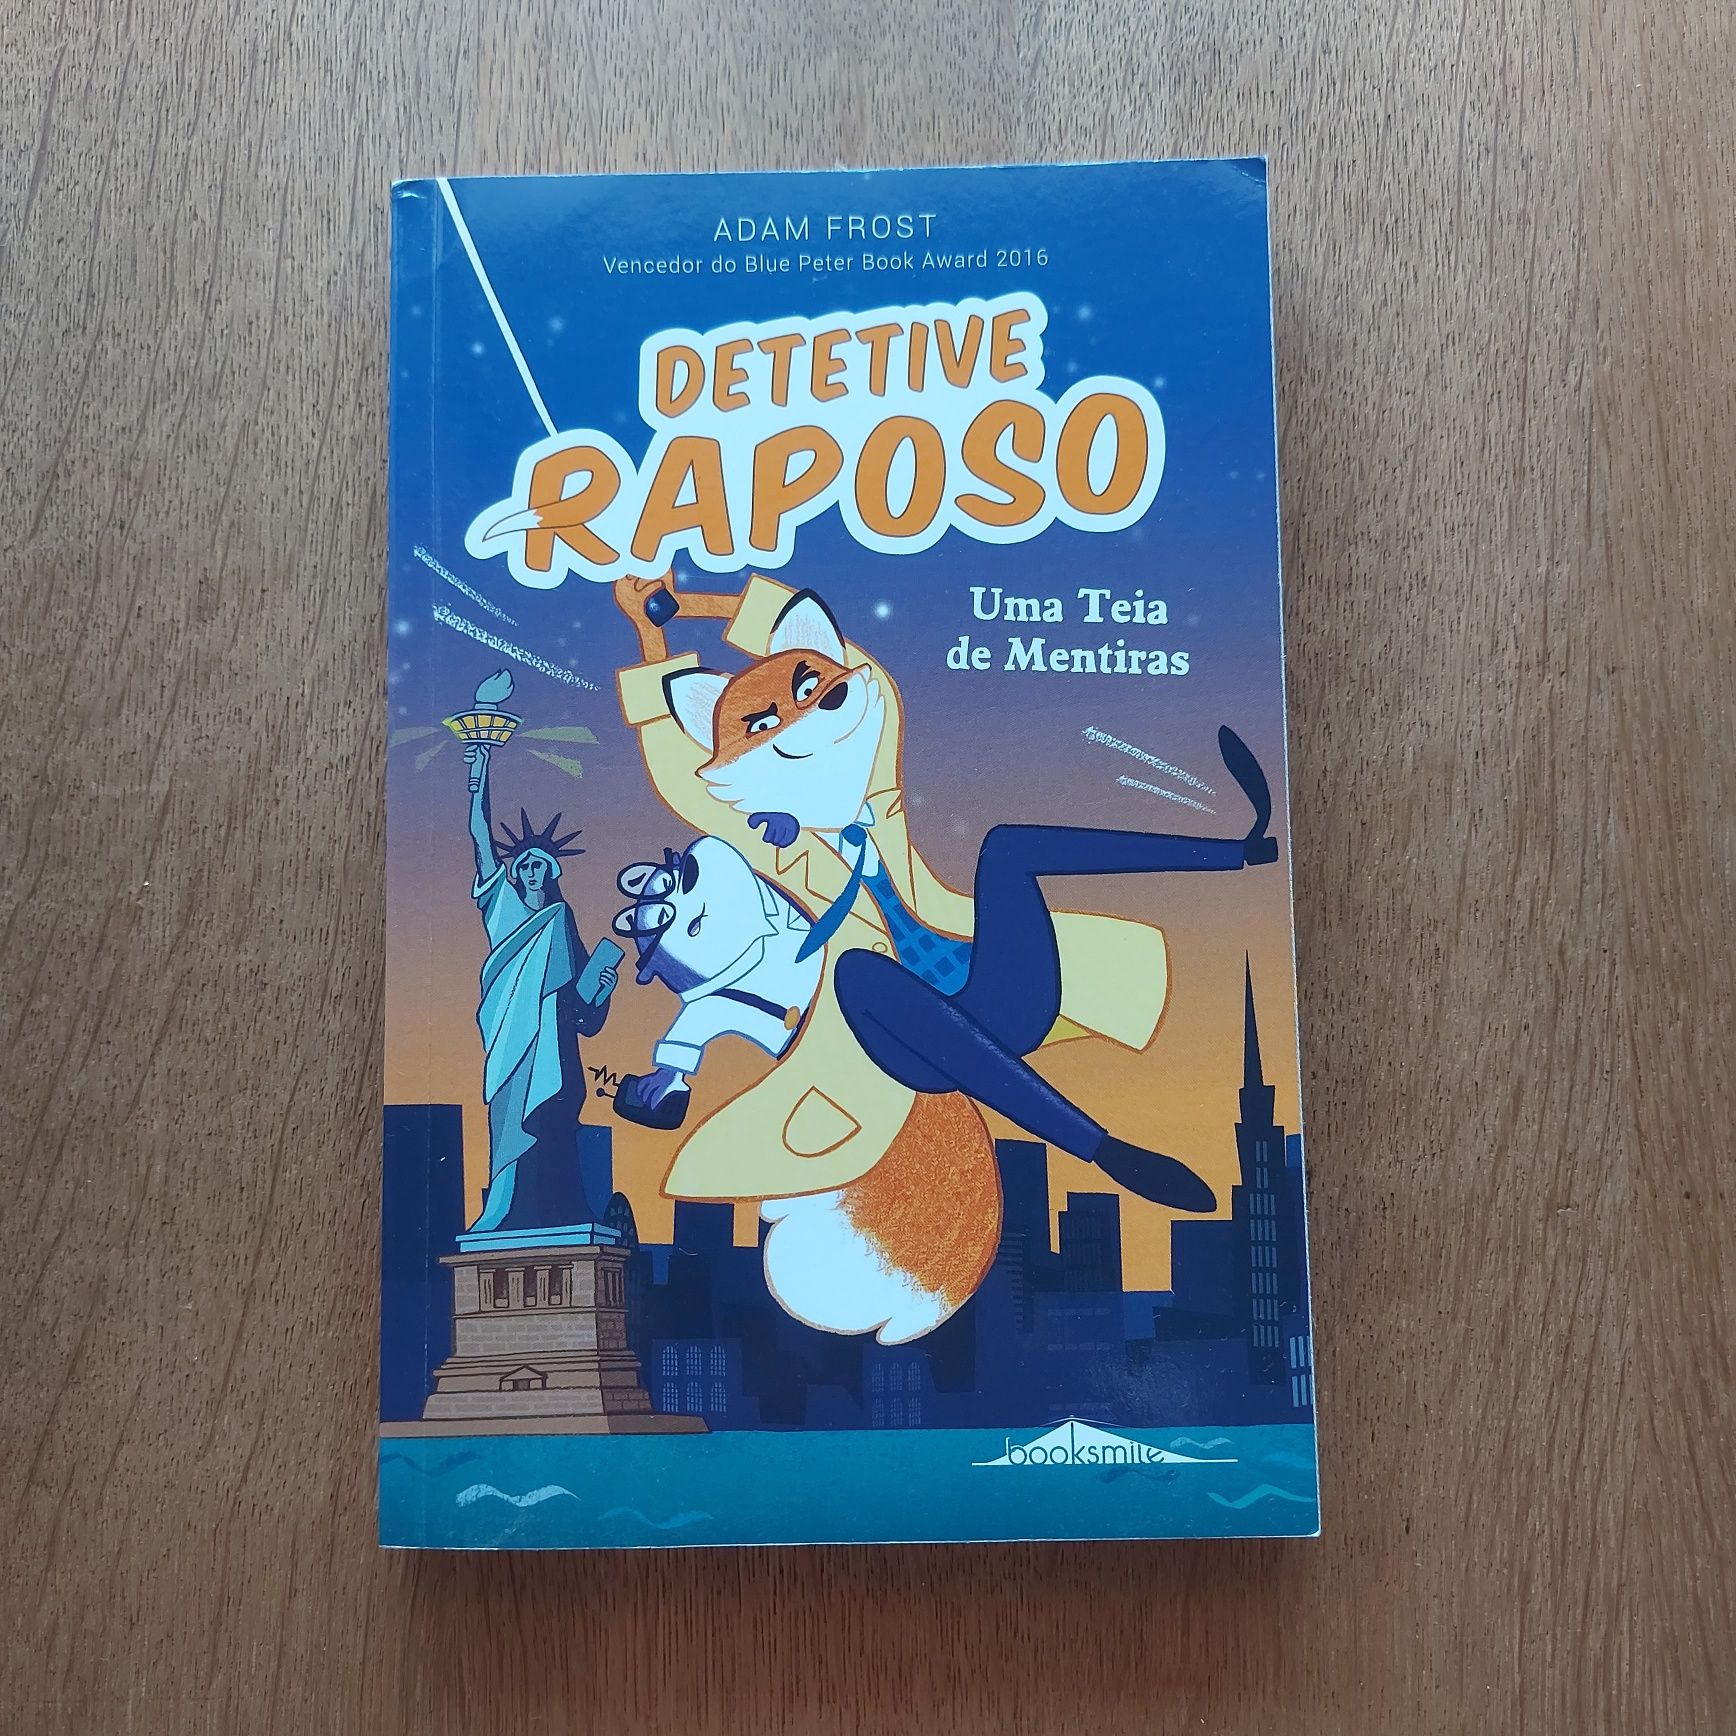 ADAM FROST
Vencedor do Blue Peter Book Award 2016
DETETIVE
RAPOSO
Uma Teia
de Mentiras
booksmile